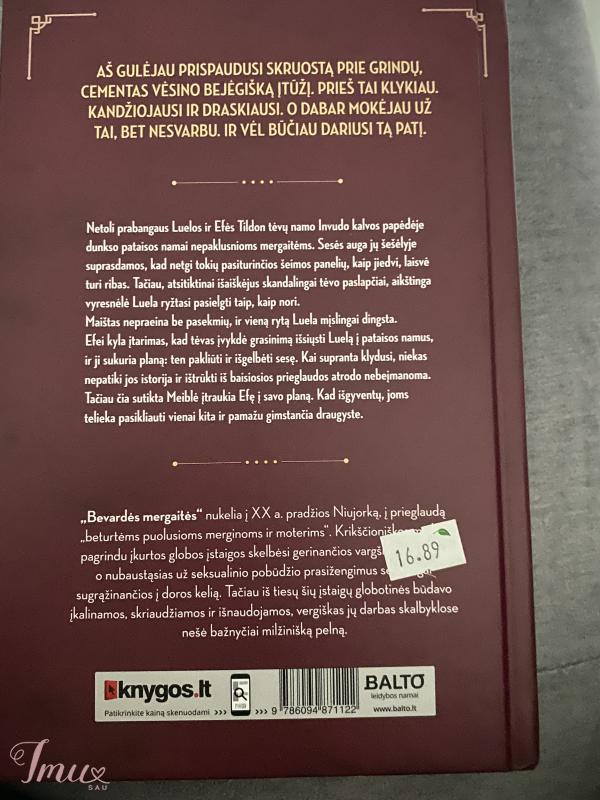 AŠ GULĖJAU PRISPAUDUSI SKRUOSTĄ PRIE GRINDŲ,
CEMENTAS VĖSINO BEJĖGIŠKĄ ĮTŪŽĮ. PRIEŠ TAI KLYKIAU.
KANDŽIOJAUSI IR DRASKIAUSI. O DABAR MOKĖJAU UŽ
TAI, BET NESVARBU. IR VĖL BŪČIAU DARIUSI TĄ PATĮ.
Netoli prabangaus Luelos ir Efės Tildon tėvų namo Invudo kalvos papėdėje
dunkso pataisos namai nepaklusnioms mergaitėms. Sesės auga jų šešėlyje
suprasdamos, kad netgi tokių pasiturinčios šeimos panelių, kaip jiedvi, laisvė
turi ribas. Tačiau, atsitiktinai išaiškėjus skandalingai tėvo paslapčiai, aikštinga
vyresnėlė Luela ryžtasi pasielgti taip, kaip nori.
Maištas nepraeina be pasekmių, ir vieną rytą Luela mįslingai dingsta.
Efei kyla įtarimas, kad tėvas įvykdė grasinimą išsiųsti Luelą į pataisos namus,
ir ji sukuria planą: ten pakliūti ir išgelbėti sesę. Kai supranta klydusi, niekas
nepatiki jos istorija ir ištrūkti iš baisiosios prieglaudos atrodo nebeįmanoma.
Tačiau čia sutikta Meiblė įtraukia Efę į savo planą. Kad išgyventų, joms
telieka pasikliauti vienai kita ir pamažu gimstančia draugyste.
„Bevardės mergaitės“ nukelia į XX a. pradžios Niujorką, į prieglaudą
„beturtėms puolusioms merginoms ir moterims“.
pagrindu įkurtos globos įstaigos skelbėsi gerinančios
o nubaustąsias už seksualinio pobūdžio prasižengimus
sugrąžinančios į doros kelią. Tačiau iš tiesų šių įstaigų globotinės būdavo
įkalinamos, skriaudžiamos ir išnaudojamos, vergiškas jų darbas skalbyklose
nešė bažnyčiai milžinišką pelną.
16.89
knygos.lt
Patikrinkite kainą skenuodami >>> >>> 9 786094 871122
BALTO
leidybos namai
www.balto.lt
Imu
SAU